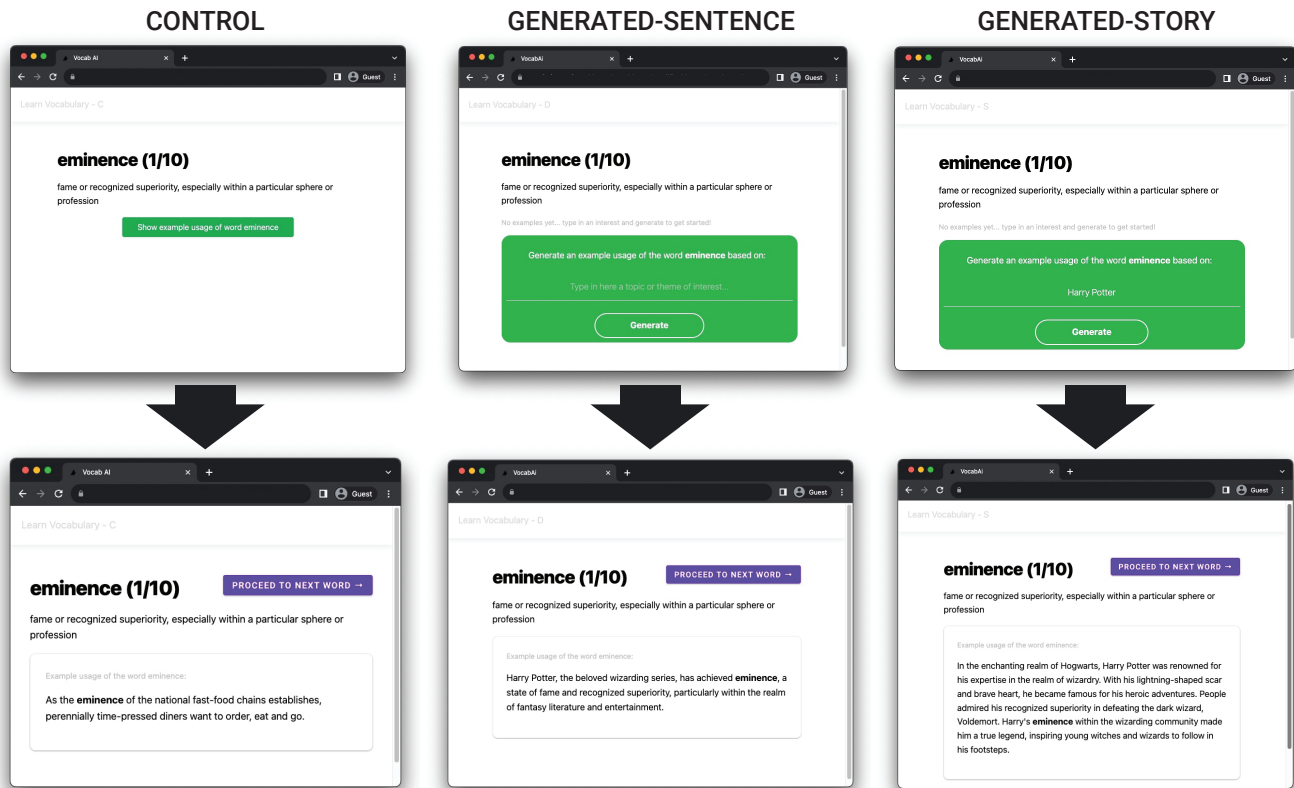 CONTROL
Vocab AI
Guest
Learn Vocabulary - C
eminence (1/10)
fame or recognized superiority, especially within a particular sphere or
profession
Show example usage of word eminence
GENERATED-SENTENCE
VocabAi
Guest
Learn Vocabulary - D
eminence (1/10)
fame or recognized superiority, especially within a particular sphere or
profession
No examples yet... type in an interest and generate to get started!
Generate an example usage of the word eminence based on:
Type in here a topic or theme of interest...
Generate
GENERATED-STORY
VocabAi
Guest
Learn Vocabulary - S
eminence (1/10)
fame or recognized superiority, especially within a particular sphere or
profession
No examples yet... type in an interest and generate to get started!
Generate an example usage of the word eminence based on:
Harry Potter
Generate
Vocab AI
Guest
Learn Vocabulary - C
eminence (1/10)
PROCEED TO NEXT WORD →
fame or recognized superiority, especially within a particular sphere or
profession
Example usage of the word eminence:
As the eminence of the national fast-food chains establishes,
perennially time-pressed diners want to order, eat and go.
VocabAi
Guest
Learn Vocabulary - D
eminence (1/10)
PROCEED TO NEXT WORD →
fame or recognized superiority, especially within a particular sphere or
profession
Example usage of the word eminence:
Harry Potter, the beloved wizarding series, has achieved eminence, a
state of fame and recognized superiority, particularly within the realm
of fantasy literature and entertainment.
VocabAi
Guest
Learn Vocabulary - S
eminence (1/10)
PROCEED TO NEXT WORD →
fame or recognized superiority, especially within a particular sphere or
profession
Example usage of the word eminence:
In the enchanting realm of Hogwarts, Harry Potter was renowned for
his expertise in the realm of wizardry. With his lightning-shaped scar
and brave heart, he became famous for his heroic adventures. People
admired his recognized superiority in defeating the dark wizard,
Voldemort. Harry's eminence within the wizarding community made
him a true legend, inspiring young witches and wizards to follow in
his footsteps.